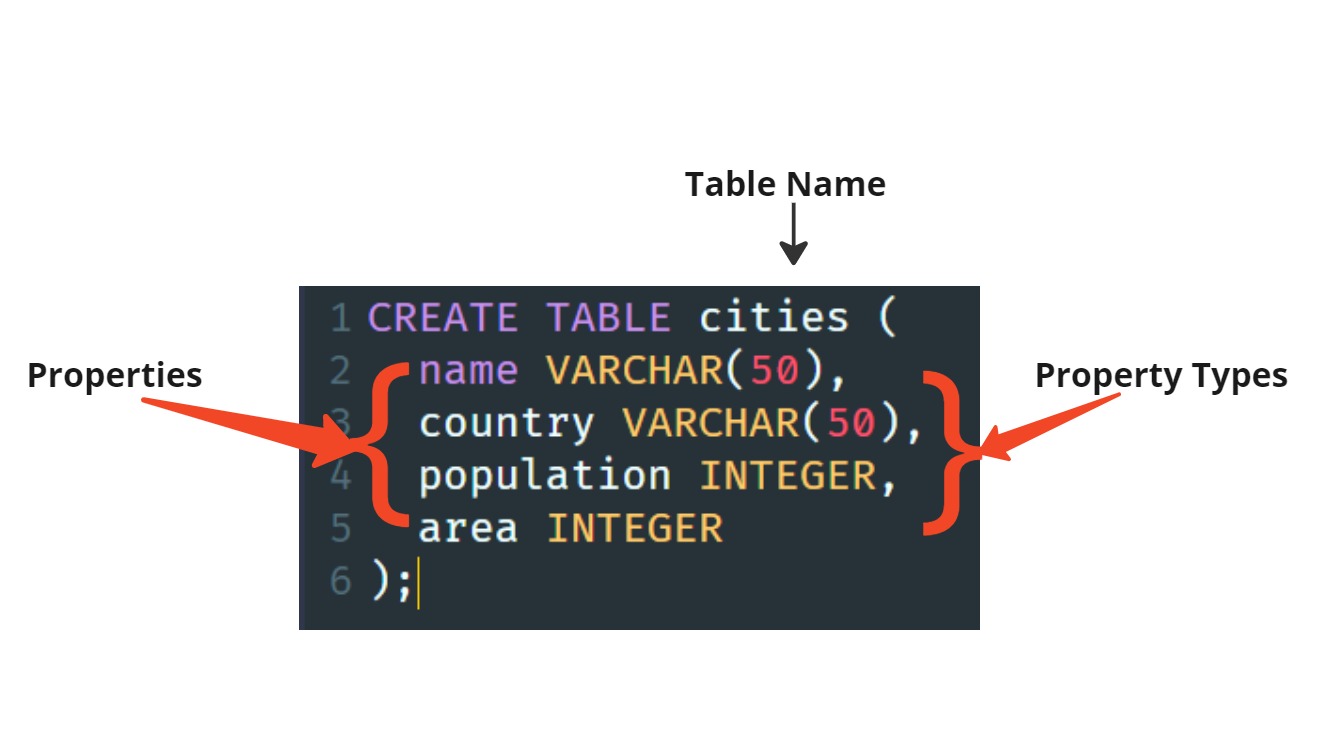 Table Name
Properties
Property Types
1 CREATE TABLE cities (
2   name VARCHAR(50),
3   country VARCHAR(50),
4   population INTEGER,
5   area INTEGER
6 );